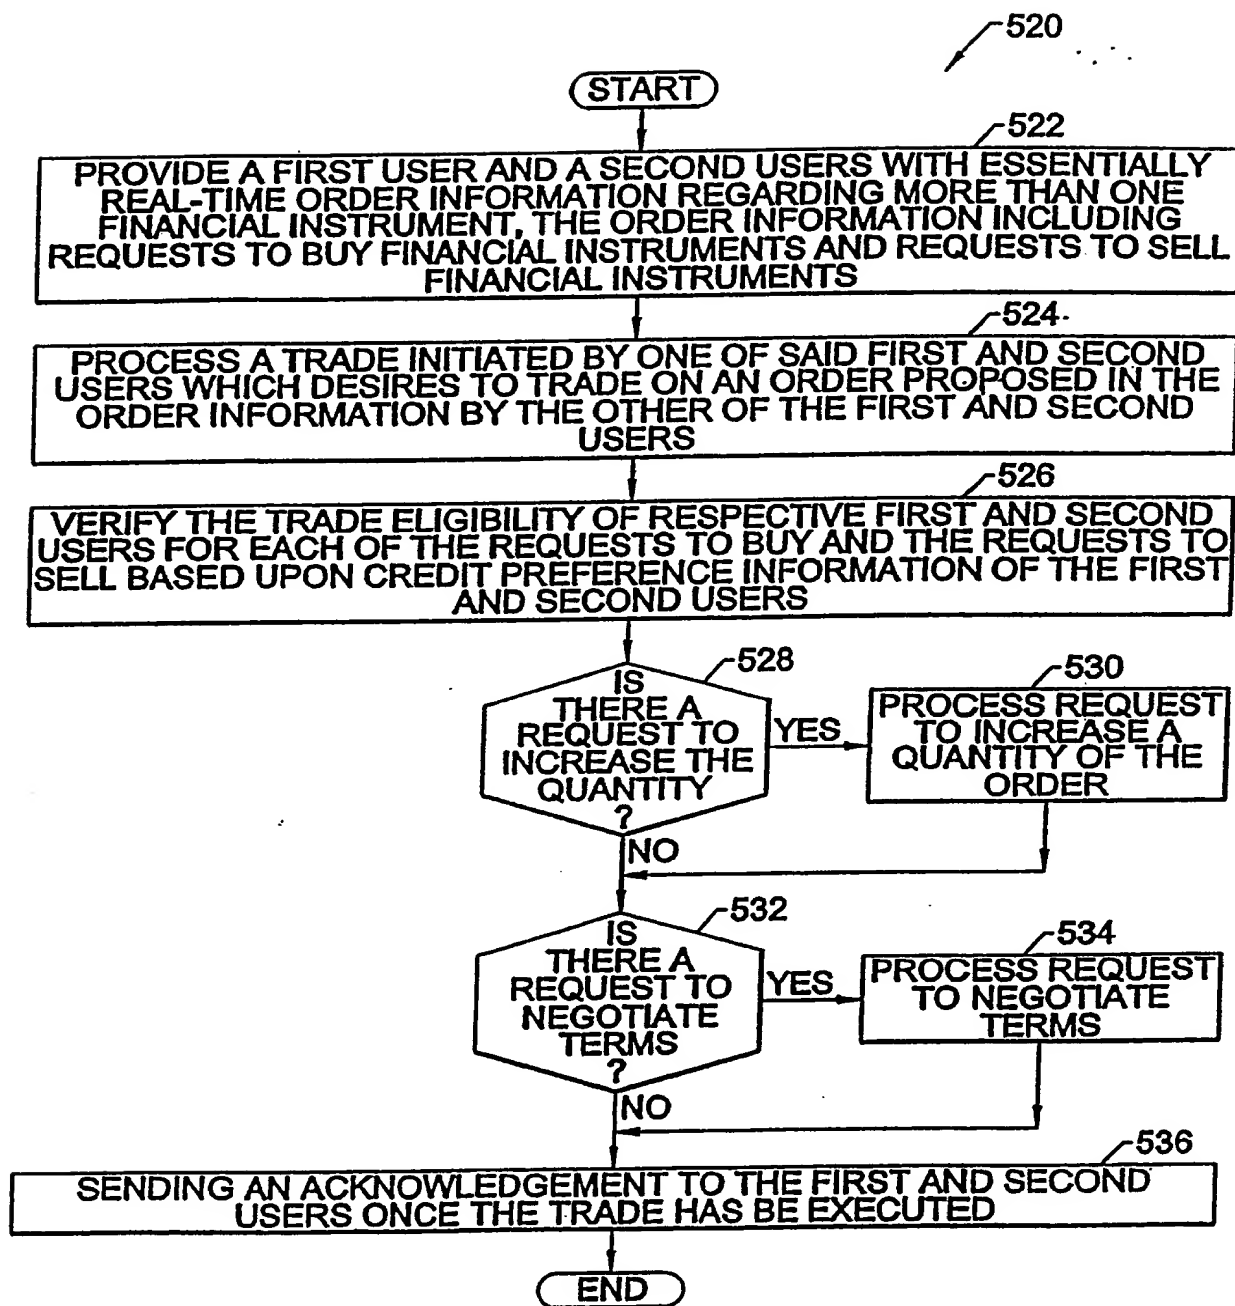 520
START
522
PROVIDE A FIRST USER AND A SECOND USERS WITH ESSENTIALLY
REAL-TIME ORDER INFORMATION REGARDING MORE THAN ONE
FINANCIAL INSTRUMENT, THE ORDER INFORMATION INCLUDING
REQUESTS TO BUY FINANCIAL INSTRUMENTS AND REQUESTS TO SELL
FINANCIAL INSTRUMENTS
524
PROCESS A TRADE INITIATED BY ONE OF SAID FIRST AND SECOND
USERS WHICH DESIRES TO TRADE ON AN ORDER PROPOSED IN THE
ORDER INFORMATION BY THE OTHER OF THE FIRST AND SECOND
USERS
526
VERIFY THE TRADE ELIGIBILITY OF RESPECTIVE FIRST AND SECOND
USERS FOR EACH OF THE REQUESTS TO BUY AND THE REQUESTS TO
SELL BASED UPON CREDIT PREFERENCE INFORMATION OF THE FIRST
AND SECOND USERS
528
IS
THERE A
REQUEST TO
INCREASE THE
QUANTITY
?
YES
530
PROCESS REQUEST
TO INCREASE A
QUANTITY OF THE
ORDER
NO
532
IS
THERE A
REQUEST TO
NEGOTIATE
TERMS
?
YES
534
PROCESS REQUEST
TO NEGOTIATE
TERMS
NO
536
SENDING AN ACKNOWLEDGEMENT TO THE FIRST AND SECOND
USERS ONCE THE TRADE HAS BE EXECUTED
END